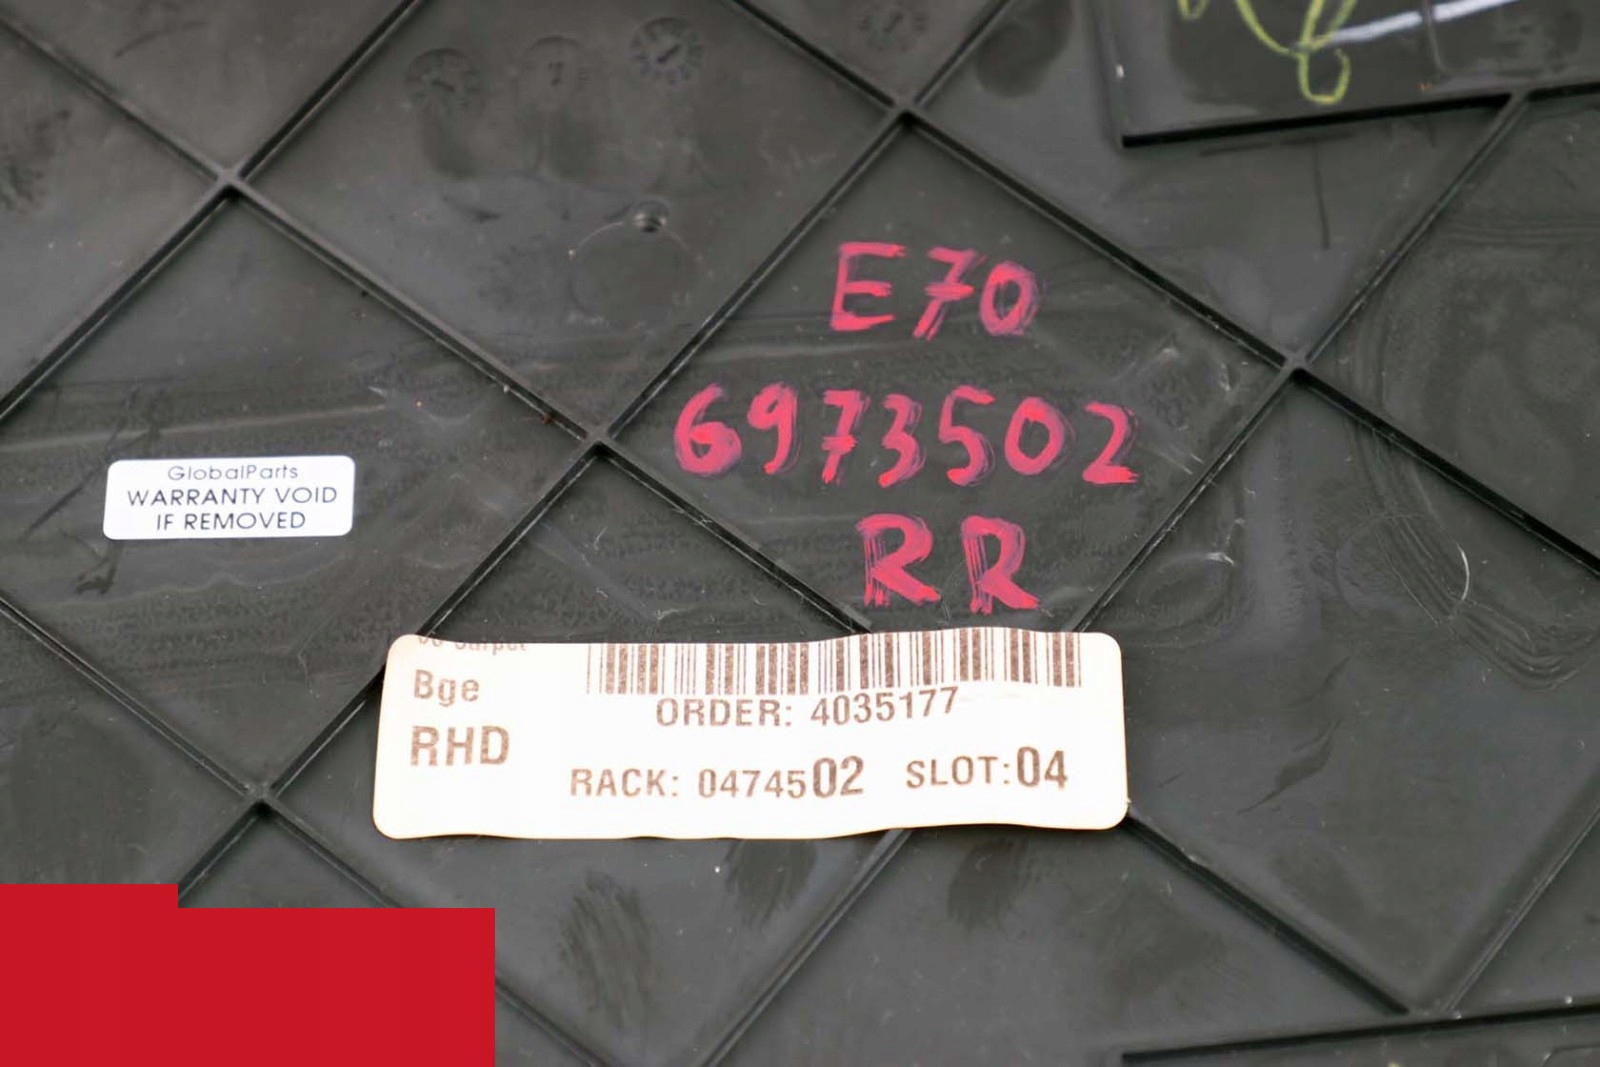 E70
6973502
RR
GlobalParts
WARRANTY VOID
IF REMOVED
Bge
RHD
ORDER: 4035177
RACK: 0474502 SLOT:04